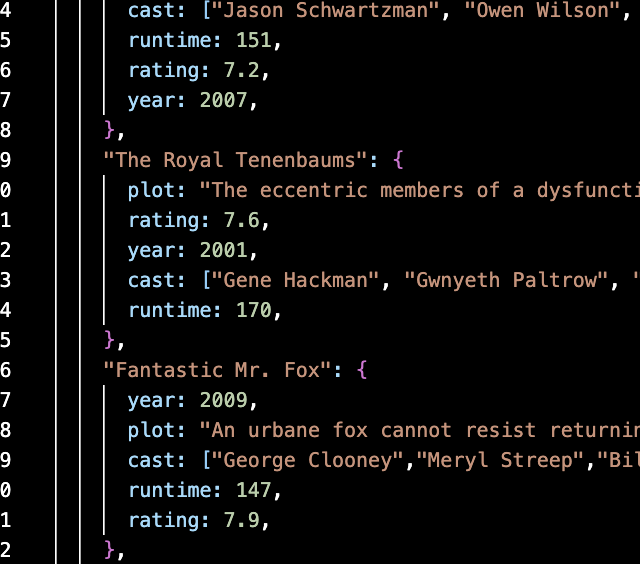 4 cast: ["Jason Schwartzman", "Owen Wilson",
5 runtime: 151,
6 rating: 7.2,
7 year: 2007,
8 },
9 "The Royal Tenenbaums": {
0 plot: "The eccentric members of a dysfuncti
1 rating: 7.6,
2 year: 2001,
3 cast: ["Gene Hackman", "Gwnyeth Paltrow", "
4 runtime: 170,
5 },
6 "Fantastic Mr. Fox": {
7 year: 2009,
8 plot: "An urbane fox cannot resist returnin
9 cast: ["George Clooney","Meryl Streep","Bil
0 runtime: 147,
1 rating: 7.9,
2 },